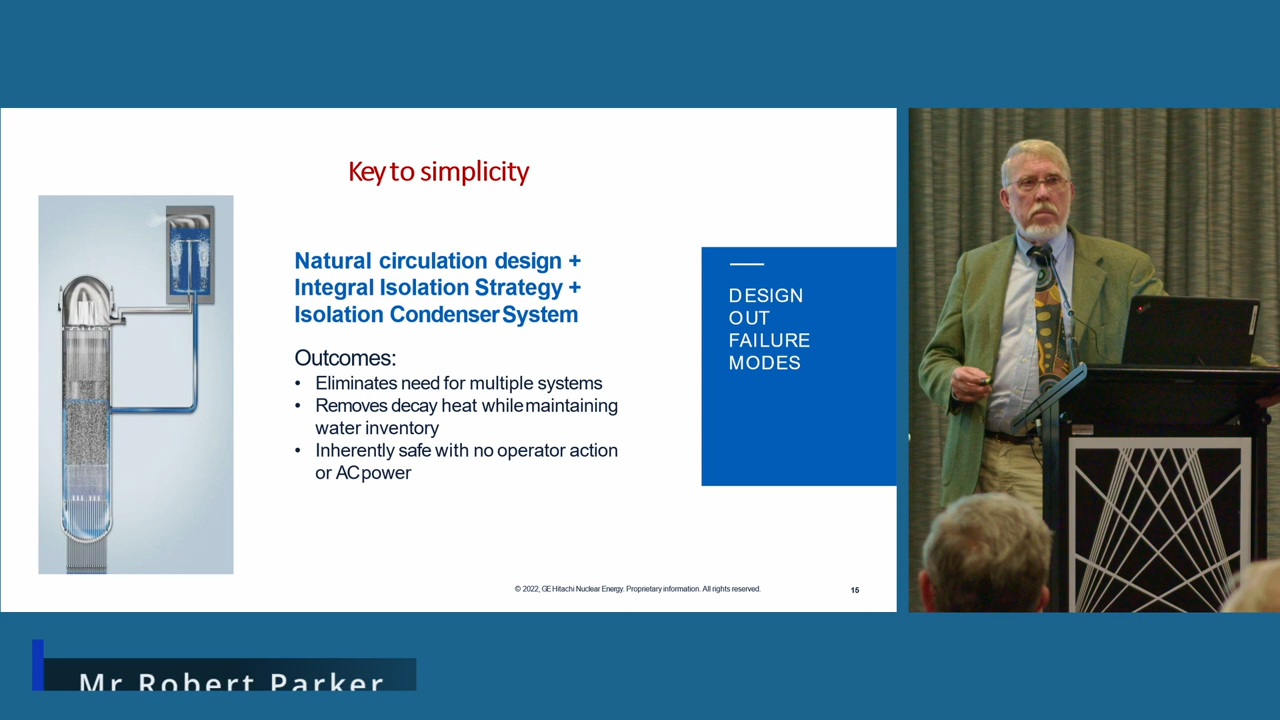 Key to simplicity
Natural circulation design +
Integral Isolation Strategy +
Isolation Condenser System
Outcomes:
• Eliminates need for multiple systems
• Removes decay heat while maintaining
water inventory
• Inherently safe with no operator action
or AC power
DESIGN
OUT
FAILURE
MODES
© 2022, GE Hitachi Nuclear Energy. Proprietary information. All rights reserved.
15
Mr Robert Parker